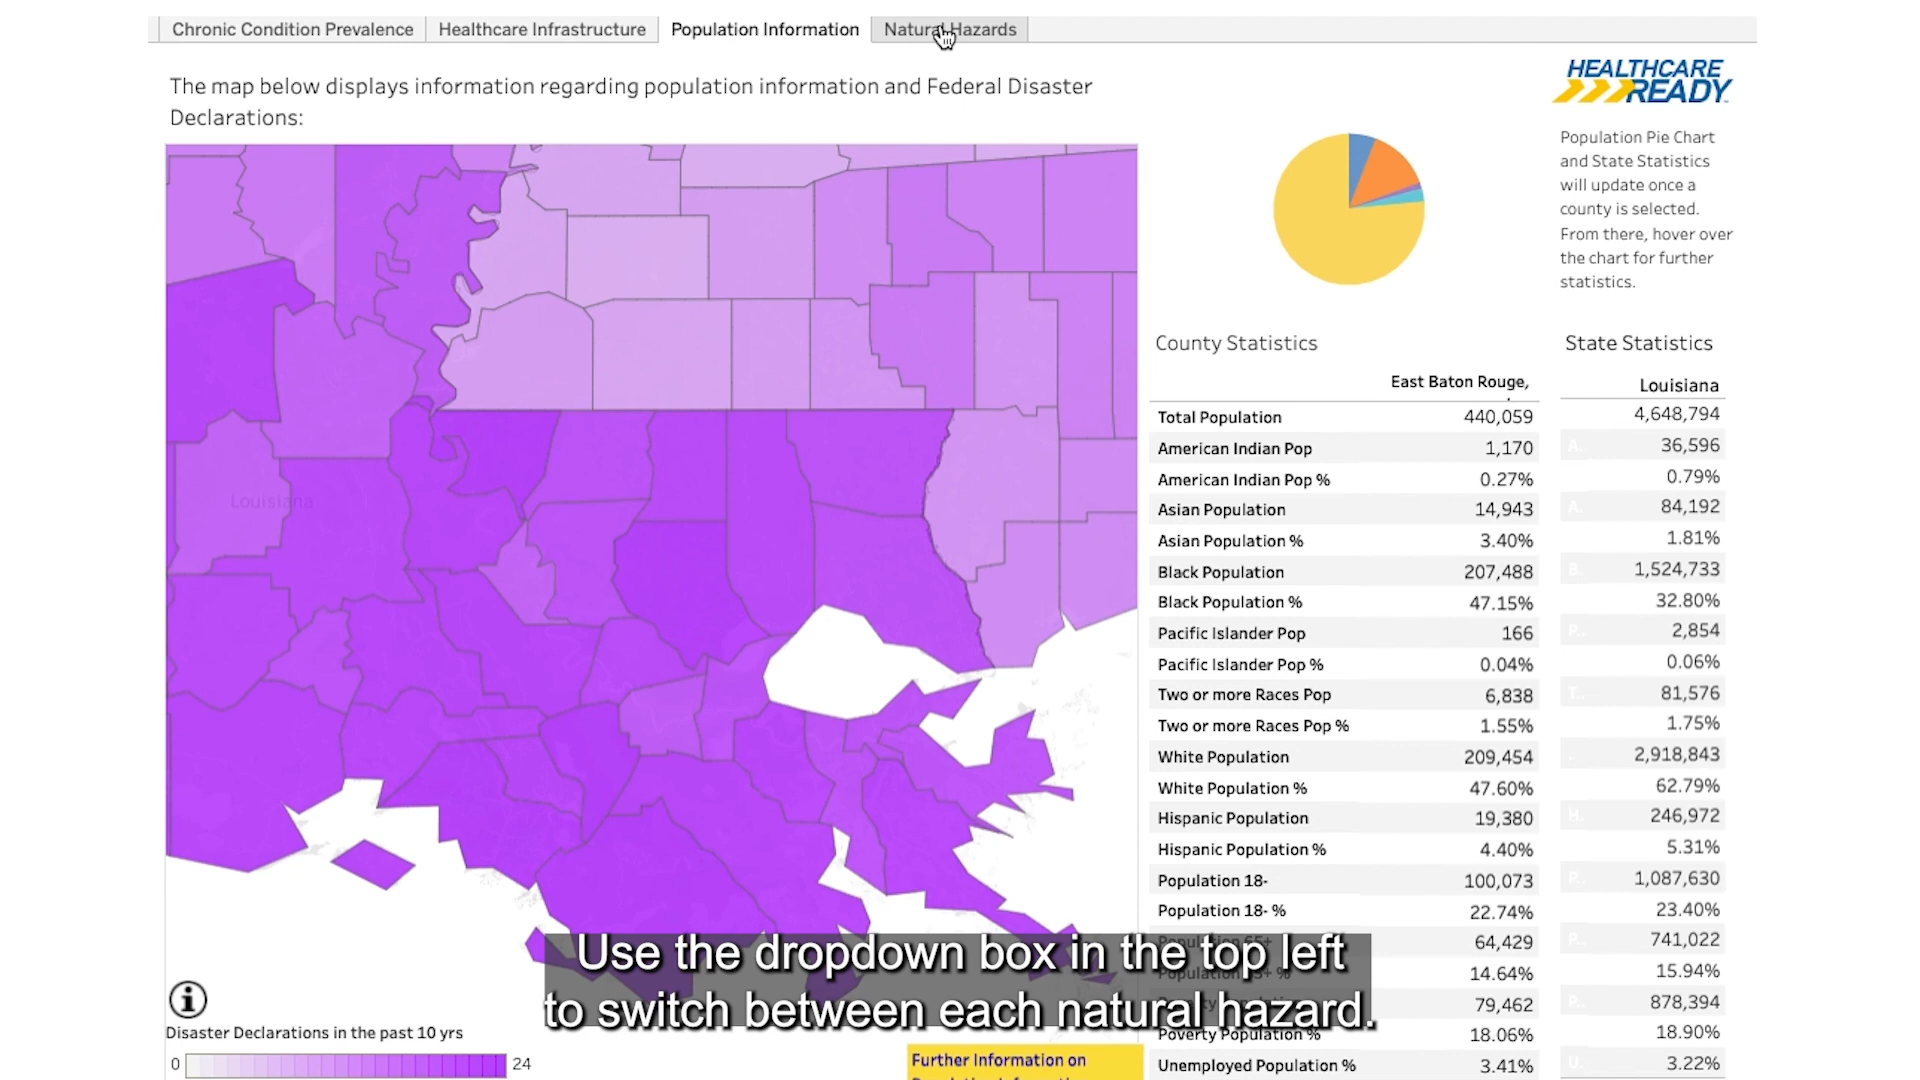 Chronic Condition Prevalence
Healthcare Infrastructure
Population Information
Natural Hazards
The map below displays information regarding population information and Federal Disaster
Declarations:
HEALTHCARE
READY
Population Pie Chart
and State Statistics
will update once a
county is selected.
From there, hover over
the chart for further
statistics.
Louisiana
County Statistics
East Baton Rouge,
Total Population 440,059
American Indian Pop 1,170
American Indian Pop % 0.27%
Asian Population 14,943
Asian Population % 3.40%
Black Population 207,488
Black Population % 47.15%
Pacific Islander Pop 166
Pacific Islander Pop % 0.04%
Two or more Races Pop 6,838
Two or more Races Pop % 1.55%
White Population 209,454
White Population % 47.60%
Hispanic Population 19,380
Hispanic Population % 4.40%
Population 18- 100,073
Population 18- % 22.74%
Population 65+ 64,429
Population 65+ % 14.64%
79,462
Poverty Population % 18.06%
Unemployed Population % 3.41%
State Statistics
Louisiana
4,648,794
A.. 36,596
0.79%
A.. 84,192
1.81%
B.. 1,524,733
32.80%
P.. 2,854
0.06%
T.. 81,576
1.75%
2,918,843
62.79%
H.. 246,972
5.31%
P.. 1,087,630
23.40%
P.. 741,022
15.94%
P.. 878,394
18.90%
U.. 3.22%
Use the dropdown box in the top left
to switch between each natural hazard.
Disaster Declarations in the past 10 yrs
0 24
Further Information on